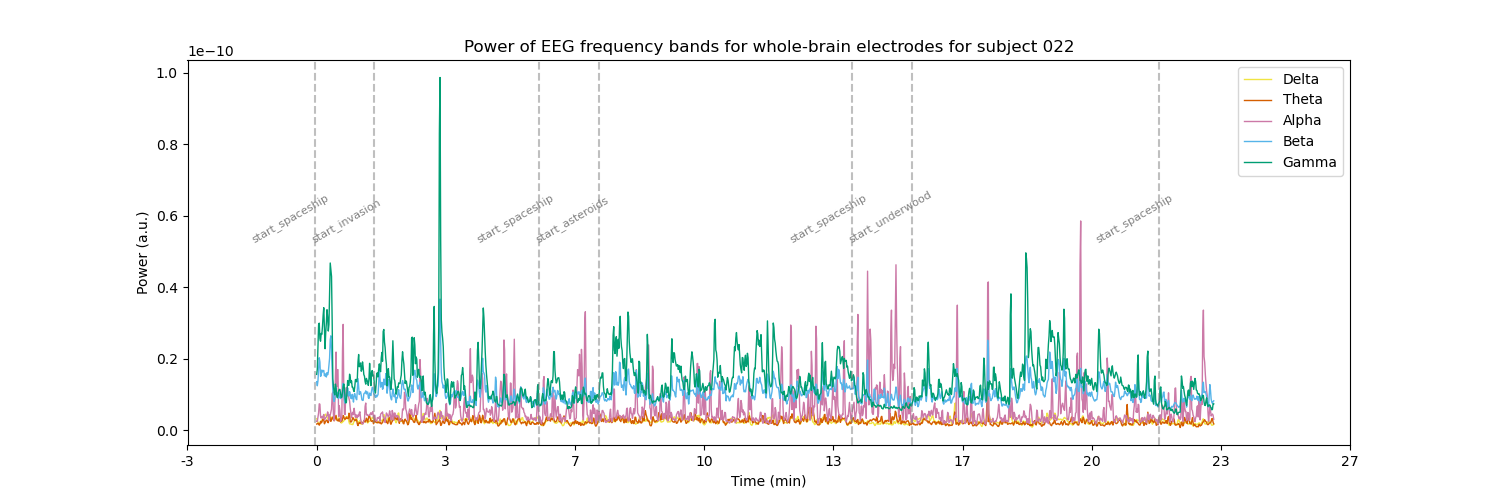 Power of EEG frequency bands for whole-brain electrodes for subject 022
1e−10
1.0
0.8
0.6
0.4
0.2
0.0
Power (a.u.)
start_spaceship
start_invasion
start_spaceship
start_asteroids
start_spaceship
start_underwood
start_spaceship
Delta
Theta
Alpha
Beta
Gamma
-3 0 3 7 10 13 17 20 23 27
Time (min)